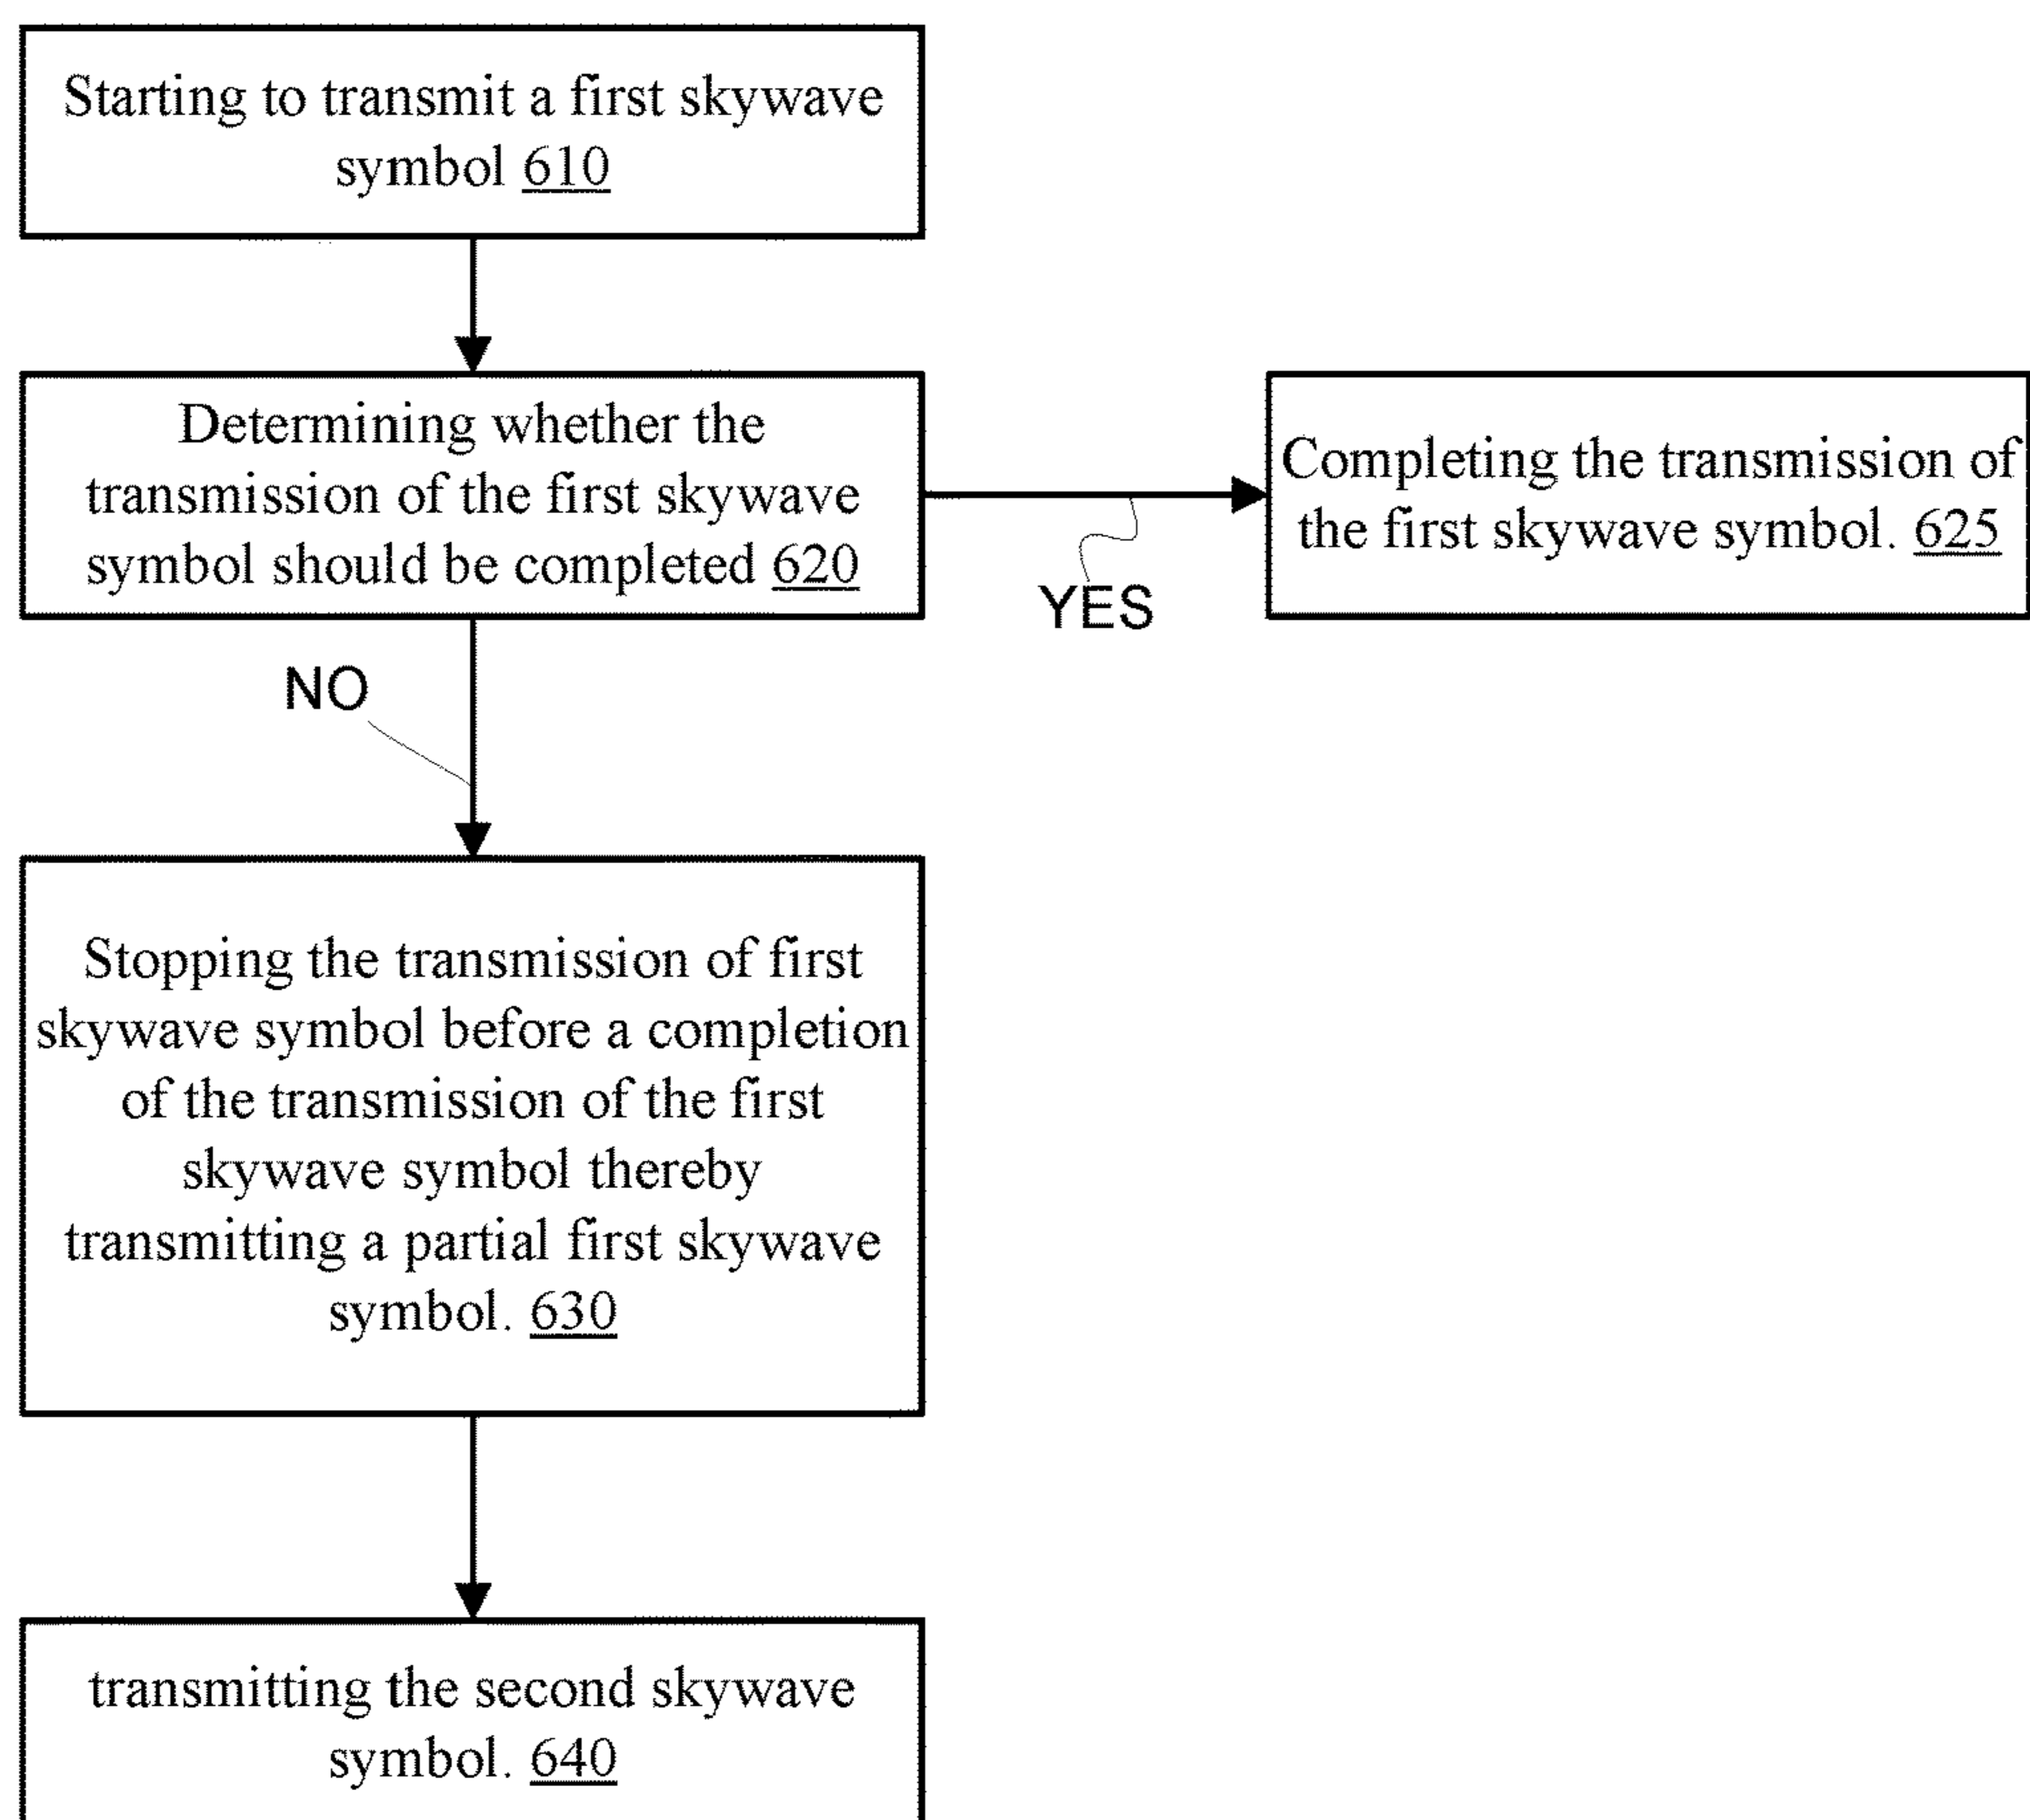 Starting to transmit a first skywave
symbol 610
Determining whether the
transmission of the first skywave
symbol should be completed 620
YES
Completing the transmission of
the first skywave symbol. 625
NO
Stopping the transmission of first
skywave symbol before a completion
of the transmission of the first
skywave symbol thereby
transmitting a partial first skywave
symbol. 630
transmitting the second skywave
symbol. 640